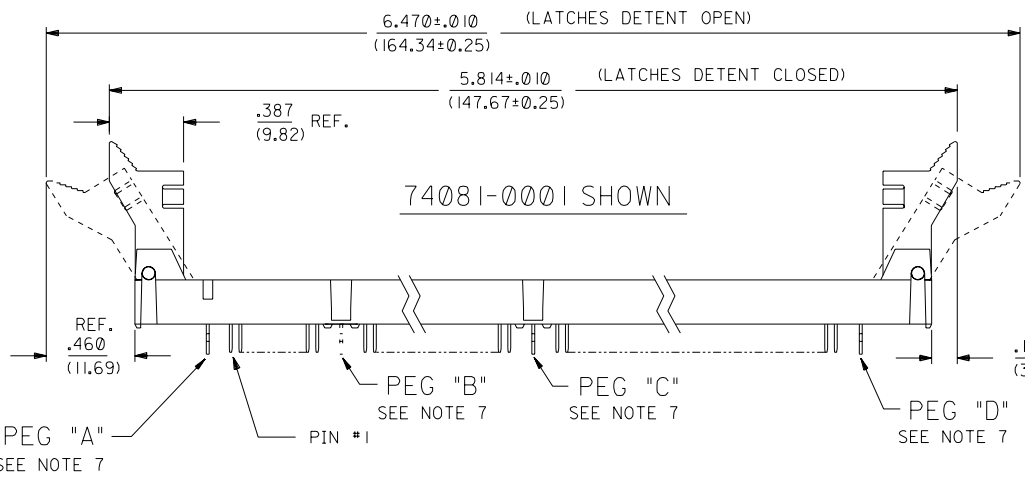 6.470±.010 (LATCHES DETENT OPEN)
(164.34±0.25)
5.814±.010 (LATCHES DETENT CLOSED)
(147.67±0.25)
.387 REF.
(9.82)
74081-0001 SHOWN
REF.
.460
(11.69)
PEG "B"
SEE NOTE 7
PEG "C"
SEE NOTE 7
PEG "D"
SEE NOTE 7
PEG "A"
SEE NOTE 7
PIN #1